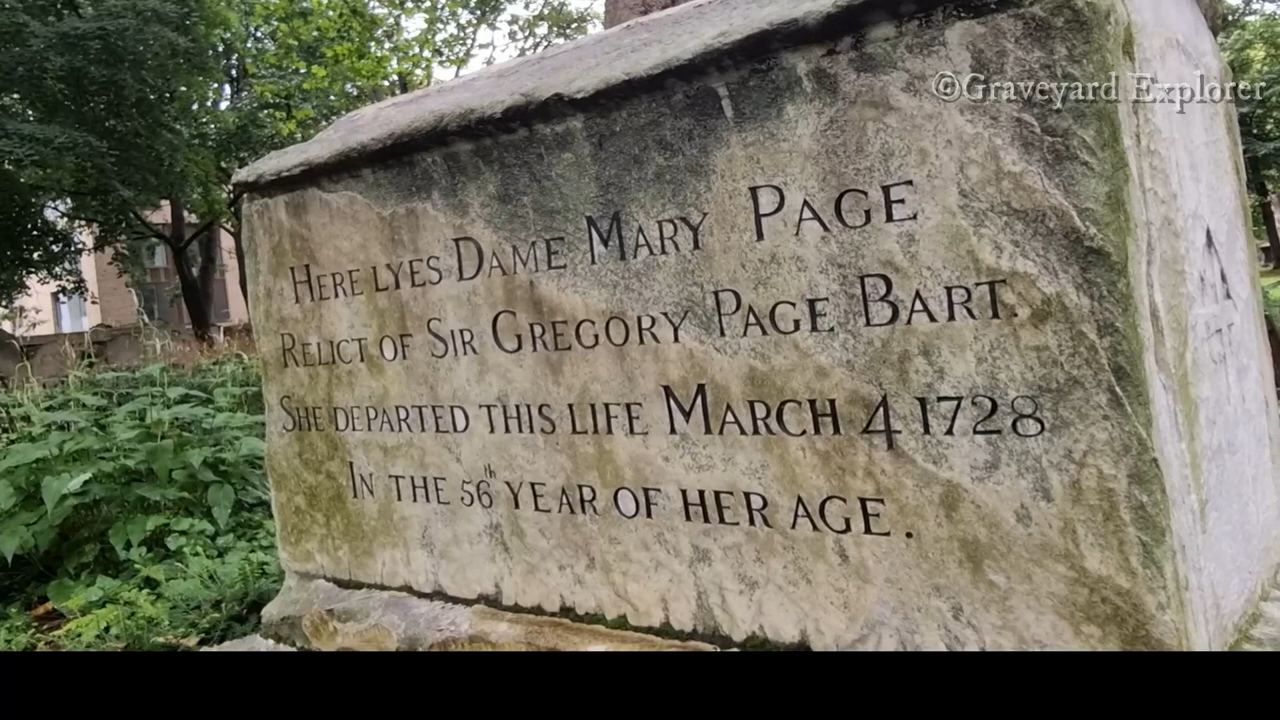 ©Graveyard Explorer
HERE LYES DAME MARY PAGE
RELICT OF SIR GREGORY PAGE BART.
SHE DEPARTED THIS LIFE MARCH 4 1728
IN THE 56th YEAR OF HER AGE.